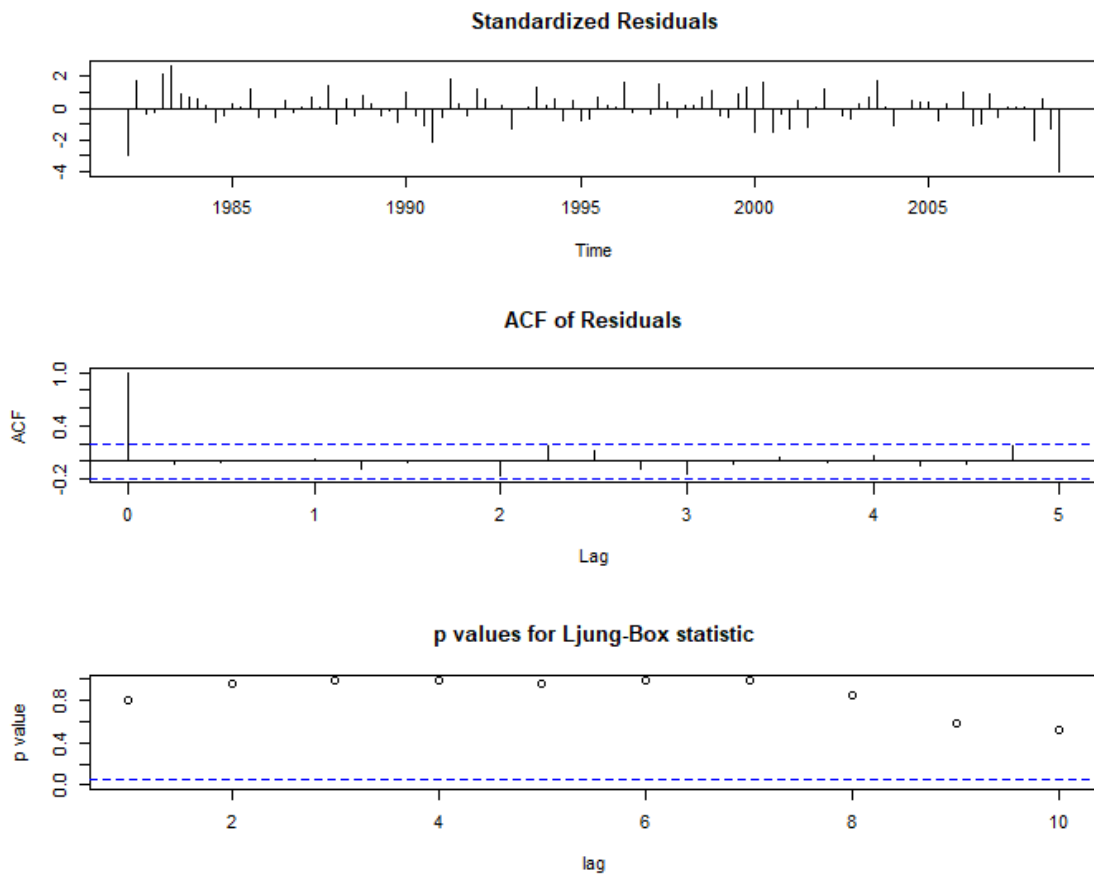 Standardized Residuals
2
0
-2
-4
1985 1990 1995 2000 2005
Time
ACF of Residuals
ACF
1.0
0.4
-0.2
0 1 2 3 4 5
Lag
p values for Ljung-Box statistic
p value
0.8
0.4
0.0
2 4 6 8 10
lag